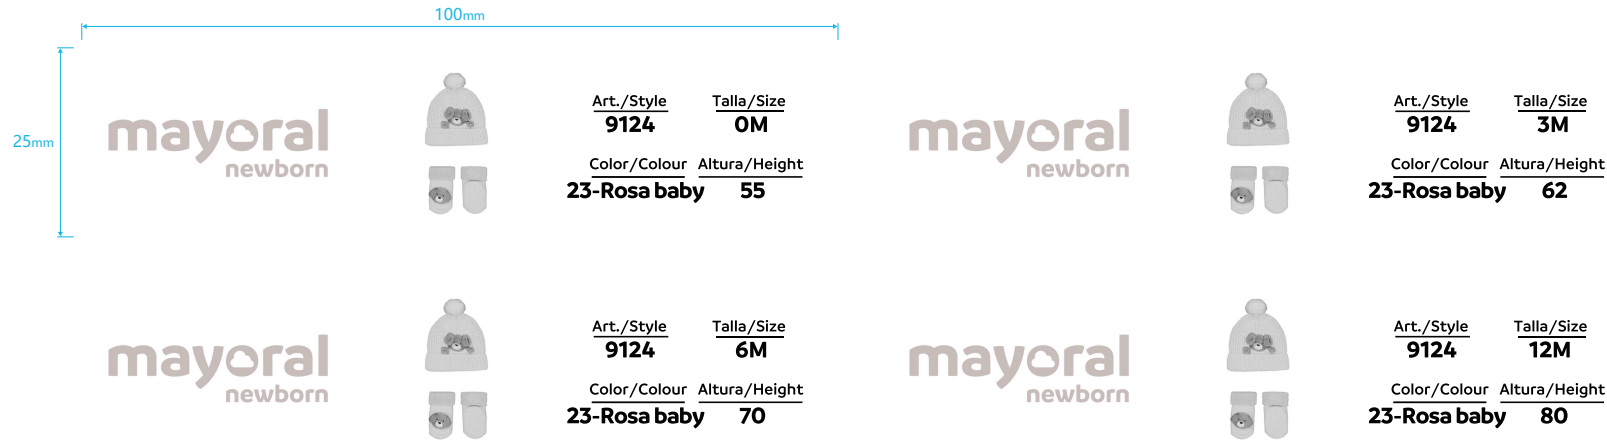 100mm
25mm
mayoral
newborn
Art./Style Talla/Size
9124 0M
Color/Colour Altura/Height
23-Rosa baby 55
mayoral
newborn
Art./Style Talla/Size
9124 3M
Color/Colour Altura/Height
23-Rosa baby 62
mayoral
newborn
Art./Style Talla/Size
9124 6M
Color/Colour Altura/Height
23-Rosa baby 70
mayoral
newborn
Art./Style Talla/Size
9124 12M
Color/Colour Altura/Height
23-Rosa baby 80